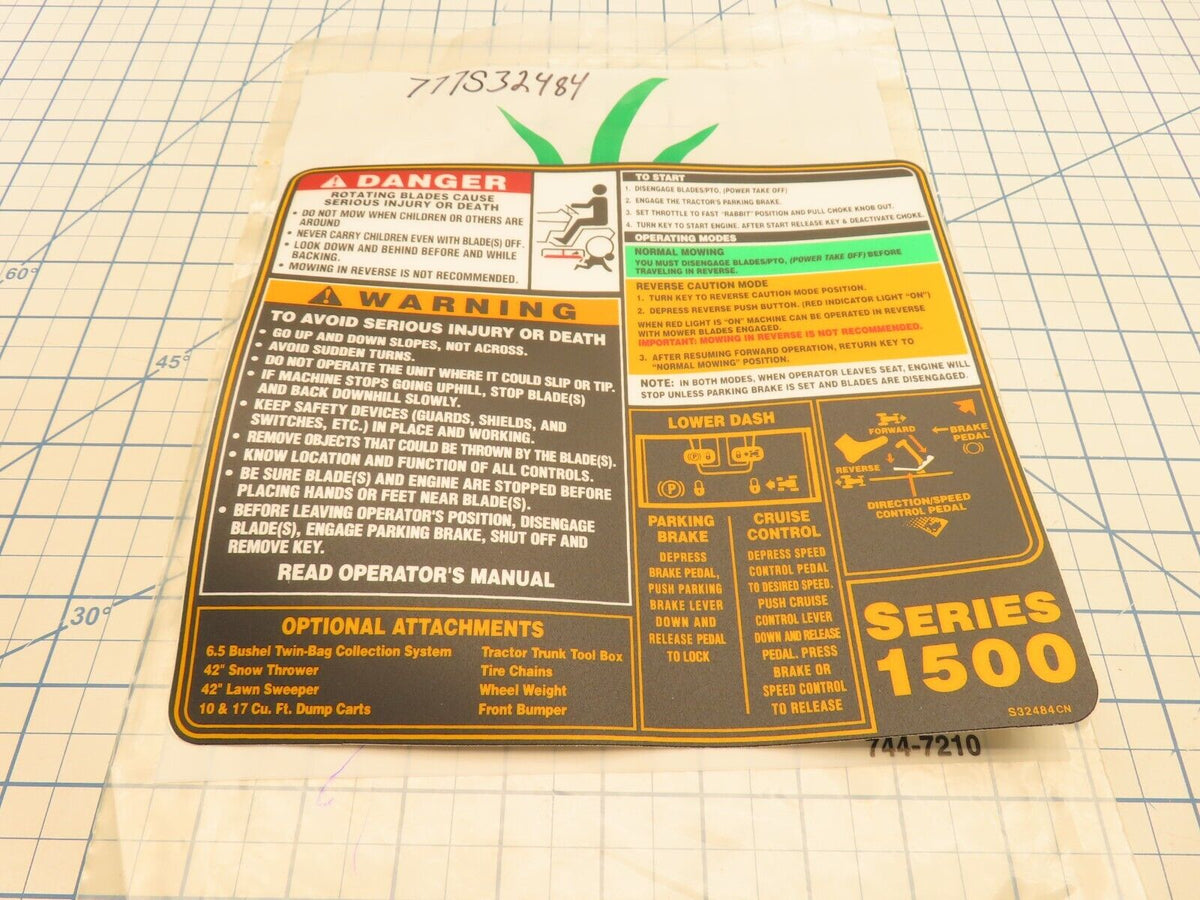 777S32484
DANGER
ROTATING BLADES CAUSE
SERIOUS INJURY OR DEATH
• DO NOT MOW WHEN CHILDREN OR OTHERS ARE
AROUND
• NEVER CARRY CHILDREN EVEN WITH BLADE(S) OFF.
• LOOK DOWN AND BEHIND BEFORE AND WHILE
BACKING.
• MOWING IN REVERSE IS NOT RECOMMENDED.
WARNING
TO AVOID SERIOUS INJURY OR DEATH
• GO UP AND DOWN SLOPES, NOT ACROSS.
• AVOID SUDDEN TURNS.
• DO NOT OPERATE THE UNIT WHERE IT COULD SLIP OR TIP.
• IF MACHINE STOPS GOING UPHILL, STOP BLADE(S)
AND BACK DOWNHILL SLOWLY.
• KEEP SAFETY DEVICES (GUARDS, SHIELDS, AND
SWITCHES, ETC.) IN PLACE AND WORKING.
• REMOVE OBJECTS THAT COULD BE THROWN BY THE BLADE(S).
• KNOW LOCATION AND FUNCTION OF ALL CONTROLS.
• BE SURE BLADE(S) AND ENGINE ARE STOPPED BEFORE
PLACING HANDS OR FEET NEAR BLADE(S).
• BEFORE LEAVING OPERATOR'S POSITION, DISENGAGE
BLADE(S), ENGAGE PARKING BRAKE, SHUT OFF AND
REMOVE KEY.
READ OPERATOR'S MANUAL
OPTIONAL ATTACHMENTS
6.5 Bushel Twin-Bag Collection System
42" Snow Thrower
42" Lawn Sweeper
10 & 17 Cu. Ft. Dump Carts
Tractor Trunk Tool Box
Tire Chains
Wheel Weight
Front Bumper
TO START
1. DISENGAGE BLADES/PTO, (POWER TAKE OFF)
2. ENGAGE THE TRACTOR'S PARKING BRAKE.
3. SET THROTTLE TO FAST "RABBIT" POSITION AND PULL CHOKE KNOB OUT.
4. TURN KEY TO START ENGINE. AFTER START RELEASE KEY & DEACTIVATE CHOKE.
OPERATING MODES
NORMAL MOWING
YOU MUST DISENGAGE BLADES/PTO, (POWER TAKE OFF) BEFORE
TRAVELING IN REVERSE.
REVERSE CAUTION MODE
1. TURN KEY TO REVERSE CAUTION MODE POSITION.
2. DEPRESS REVERSE PUSH BUTTON. (RED INDICATOR LIGHT "ON")
WHEN RED LIGHT IS "ON" MACHINE CAN BE OPERATED IN REVERSE
WITH MOWER BLADES ENGAGED.
IMPORTANT: MOWING IN REVERSE IS NOT RECOMMENDED.
3. AFTER RESUMING FORWARD OPERATION, RETURN KEY TO
"NORMAL MOWING" POSITION.
NOTE: IN BOTH MODES, WHEN OPERATOR LEAVES SEAT, ENGINE WILL
STOP UNLESS PARKING BRAKE IS SET AND BLADES ARE DISENGAGED.
LOWER DASH
(P)
(P)
PARKING
BRAKE
DEPRESS
BRAKE PEDAL,
PUSH PARKING
BRAKE LEVER
DOWN AND
RELEASE PEDAL
TO LOCK
CRUISE
CONTROL
DEPRESS SPEED
CONTROL PEDAL
TO DESIRED SPEED.
PUSH CRUISE
CONTROL LEVER
DOWN AND RELEASE
PEDAL. PRESS
BRAKE OR
SPEED CONTROL
TO RELEASE
FORWARD
BRAKE
PEDAL
REVERSE
DIRECTION/SPEED
CONTROL PEDAL
SERIES
1500
S32484CN
744-7210
60°
45°
30°